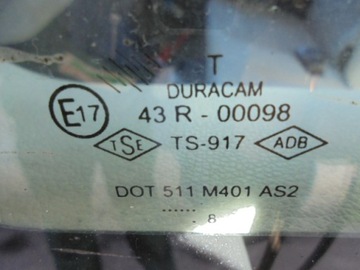 T
DURACAM
E17 43 R - 00098
TSE TS-917 ADB
DOT 511 M401 AS2
...... 8